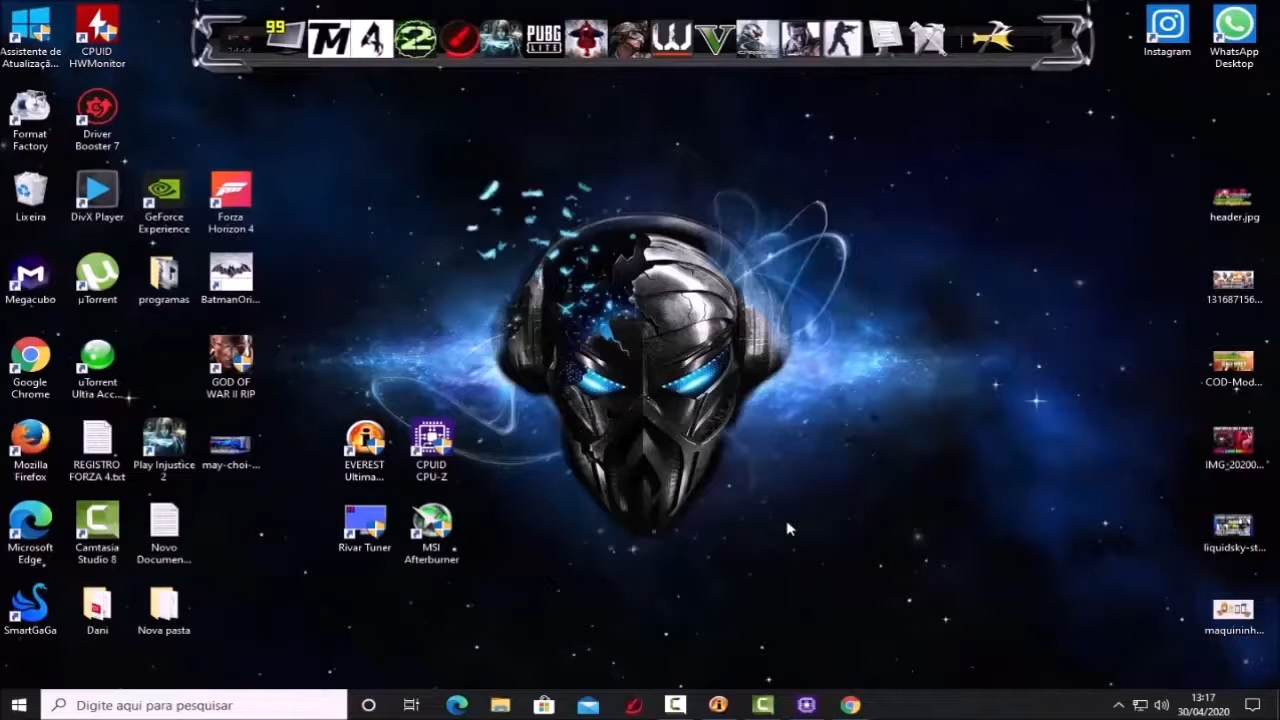 99
PUBG
LITE
Assistente de
Atualizaçã...
CPUID
HWMonitor
Instagram
WhatsApp
Desktop
Format
Factory
Driver
Booster 7
Lixeira
DivX Player
GeForce
Experience
Forza
Horizon 4
header.jpg
Megacubo
µTorrent
programas
BatmanOri...
131687156...
Google
Chrome
uTorrent
Ultra Acc...
GOD OF
WAR II RIP
COD-Mod...
Mozilla
Firefox
REGISTRO
FORZA 4.txt
Play Injustice
2
may-choi-...
EVEREST
Ultima...
CPUID
CPU-Z
IMG_20200...
Microsoft
Edge
Camtasia
Studio 8
Novo
Documen...
Rivar Tuner
MSI
Afterburner
liquidsky-st...
SmartGaGa
Dani
Nova pasta
maquininh...
Digite aqui para pesquisar
13:17
30/04/2020